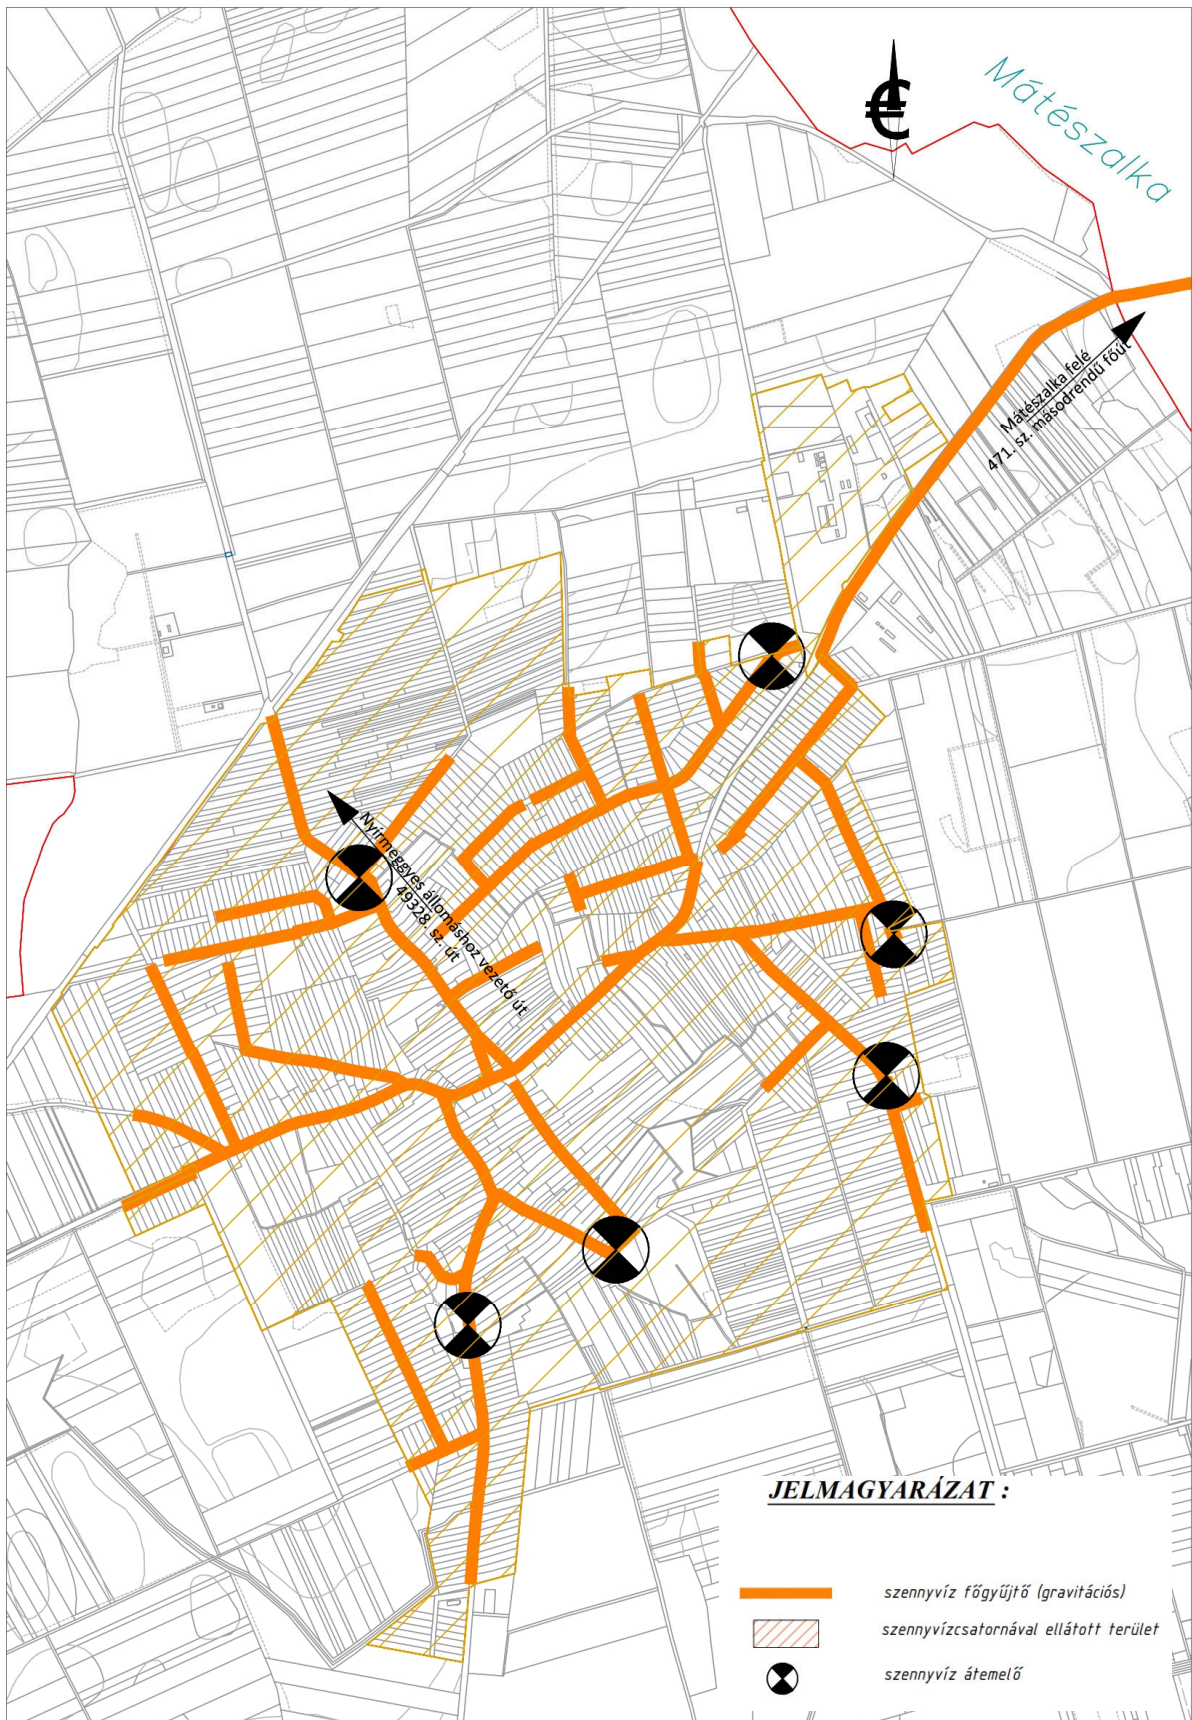 Mátészalka
Mátészalka felé
471. sz. másodrendű főút
Nyírmeggyes állomáshoz vezető út
49328. sz. út
JELMAGYARÁZAT :
szennyvíz főgyűjtő (gravitációs)
szennyvízcsatornával ellátott terület
szennyvíz átemelő